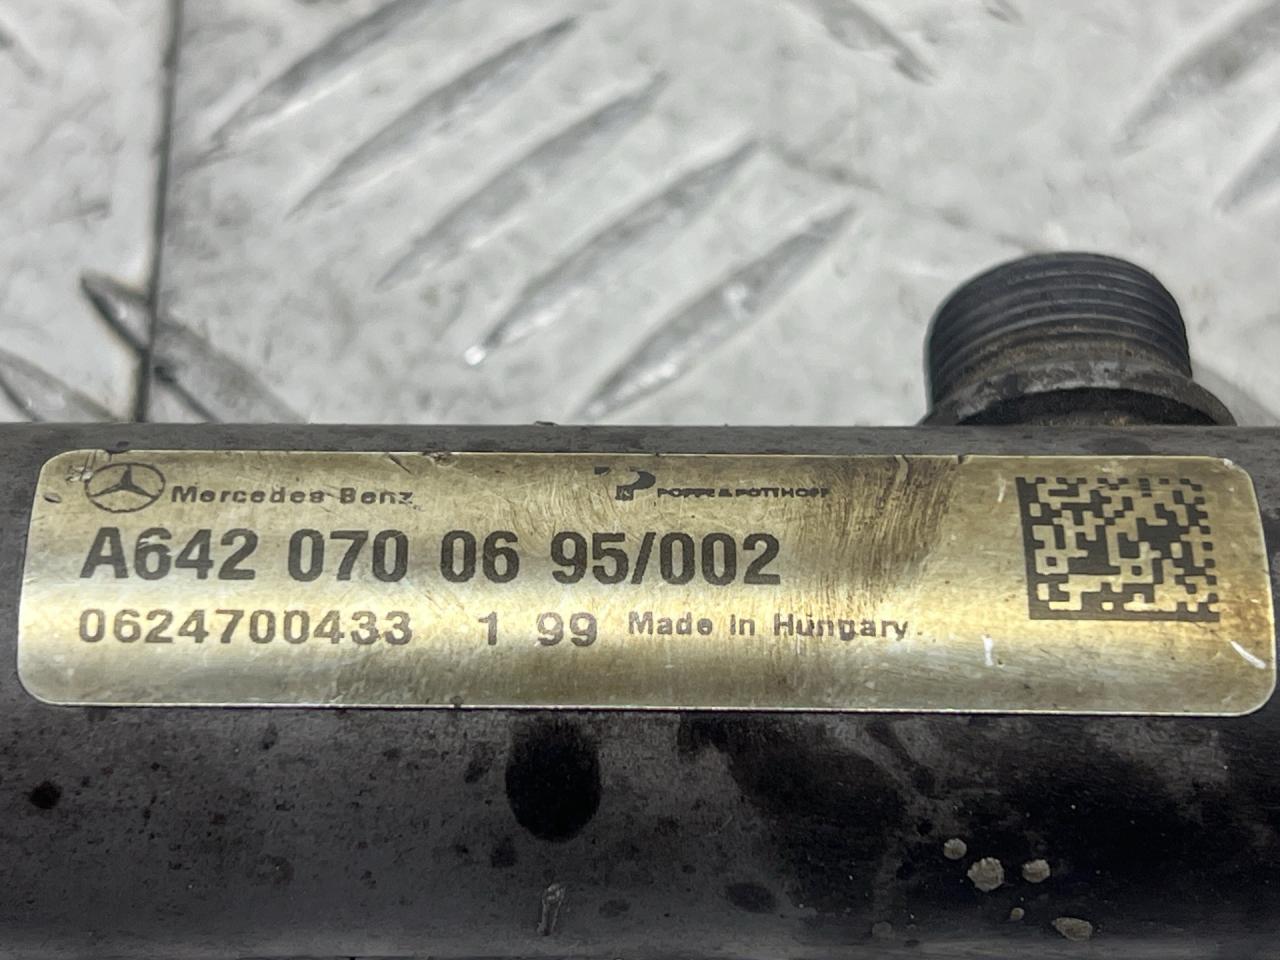 Mercedes-Benz
POPPE & POTTHOFF
A642 070 06 95/002
0624700433 1 99 Made in Hungary